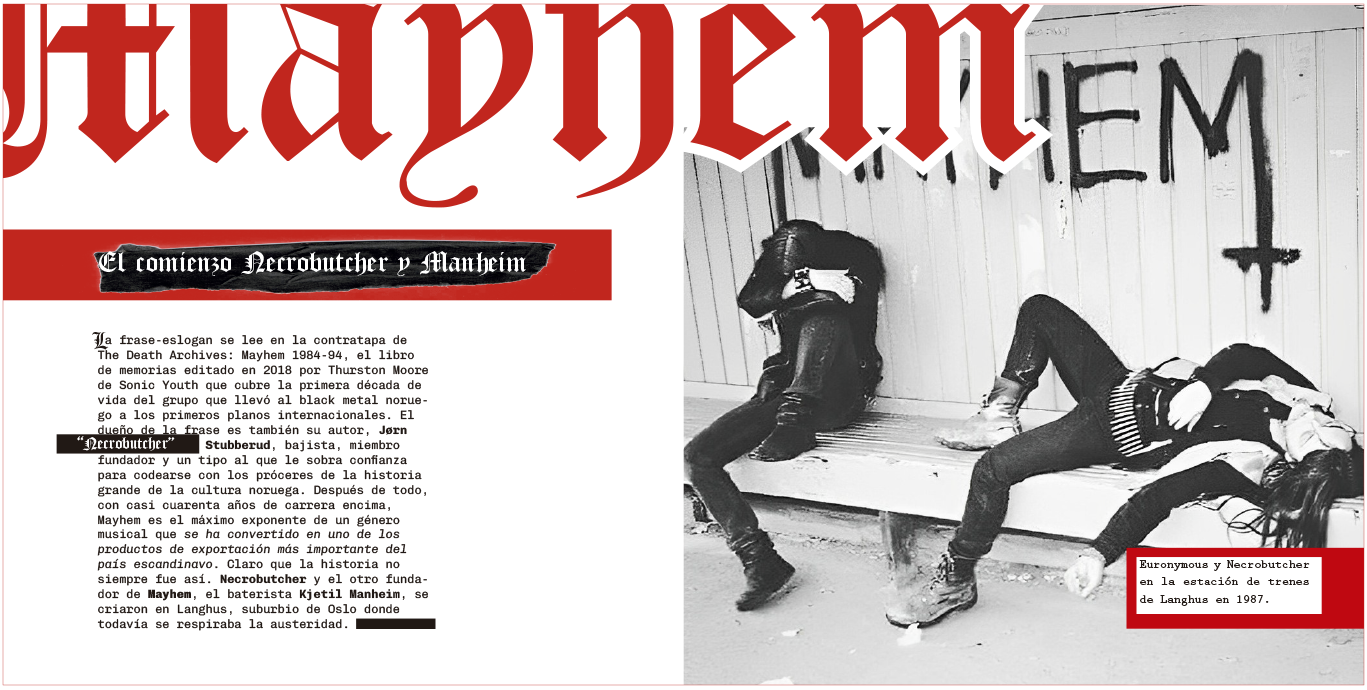 Mayhem
MAYHEM
El comienzo Necrobutcher y Manheim
La frase-eslogan se lee en la contratapa de
The Death Archives: Mayhem 1984-94, el libro
de memorias editado en 2018 por Thurston Moore
de Sonic Youth que cubre la primera década de
vida del grupo que llevó al black metal norue-
go a los primeros planos internacionales. El
dueño de la frase es también su autor, Jørn
“Necrobutcher” Stubberud, bajista, miembro
fundador y un tipo al que le sobra confianza
para codearse con los próceres de la historia
grande de la cultura noruega. Después de todo,
con casi cuarenta años de carrera encima,
Mayhem es el máximo exponente de un género
musical que se ha convertido en uno de los
productos de exportación más importante del
país escandinavo. Claro que la historia no
siempre fue así. Necrobutcher y el otro funda-
dor de Mayhem, el baterista Kjetil Manheim, se
criaron en Langhus, suburbio de Oslo donde
todavía se respiraba la austeridad.
Euronymous y Necrobutcher
en la estación de trenes
de Langhus en 1987.